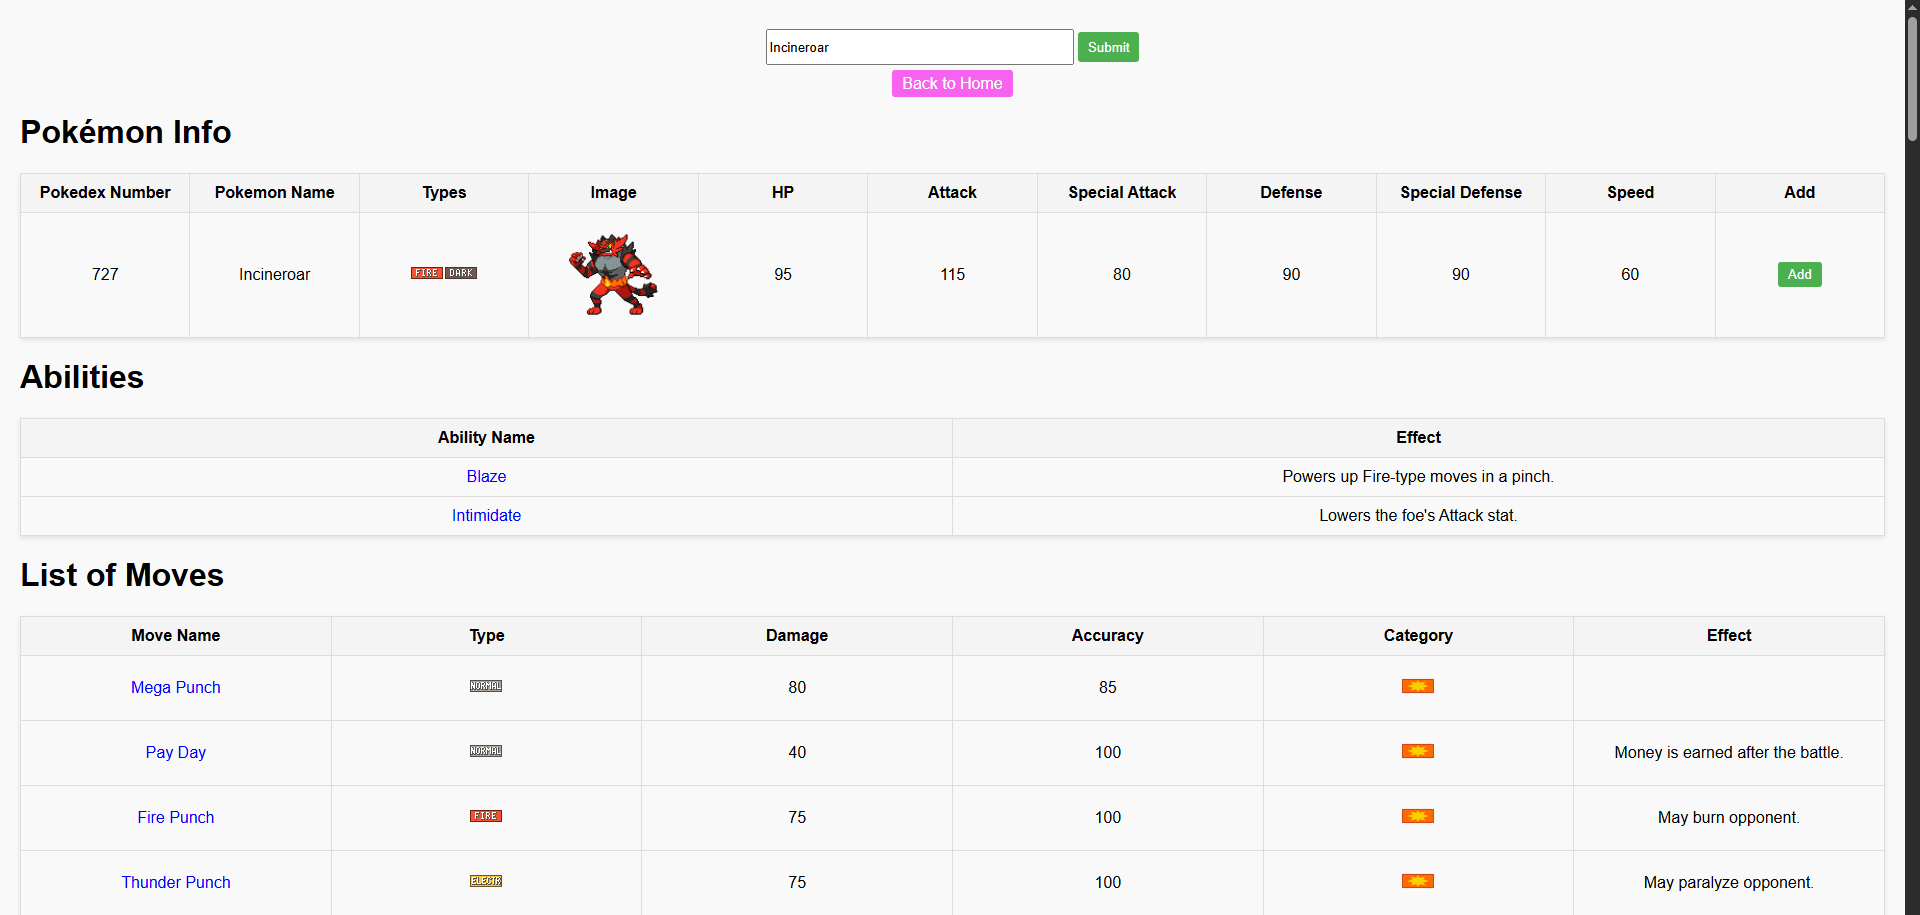 Incineroar Submit
Back to Home
Pokémon Info
Pokedex Number Pokemon Name Types Image HP Attack Special Attack Defense Special Defense Speed Add
727 Incineroar FIRE DARK 95 115 80 90 90 60 Add
Abilities
Ability Name Effect
Blaze Powers up Fire-type moves in a pinch.
Intimidate Lowers the foe's Attack stat.
List of Moves
Move Name Type Damage Accuracy Category Effect
Mega Punch NORMAL 80 85
Pay Day NORMAL 40 100 Money is earned after the battle.
Fire Punch FIRE 75 100 May burn opponent.
Thunder Punch ELECTR 75 100 May paralyze opponent.